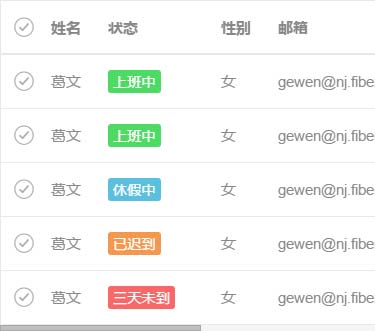 姓名 状态 性别 邮箱
葛文 上班中 女 gewen@nj.fibe
葛文 上班中 女 gewen@nj.fibe
葛文 休假中 女 gewen@nj.fibe
葛文 已迟到 女 gewen@nj.fibe
葛文 三天未到 女 gewen@nj.fibe